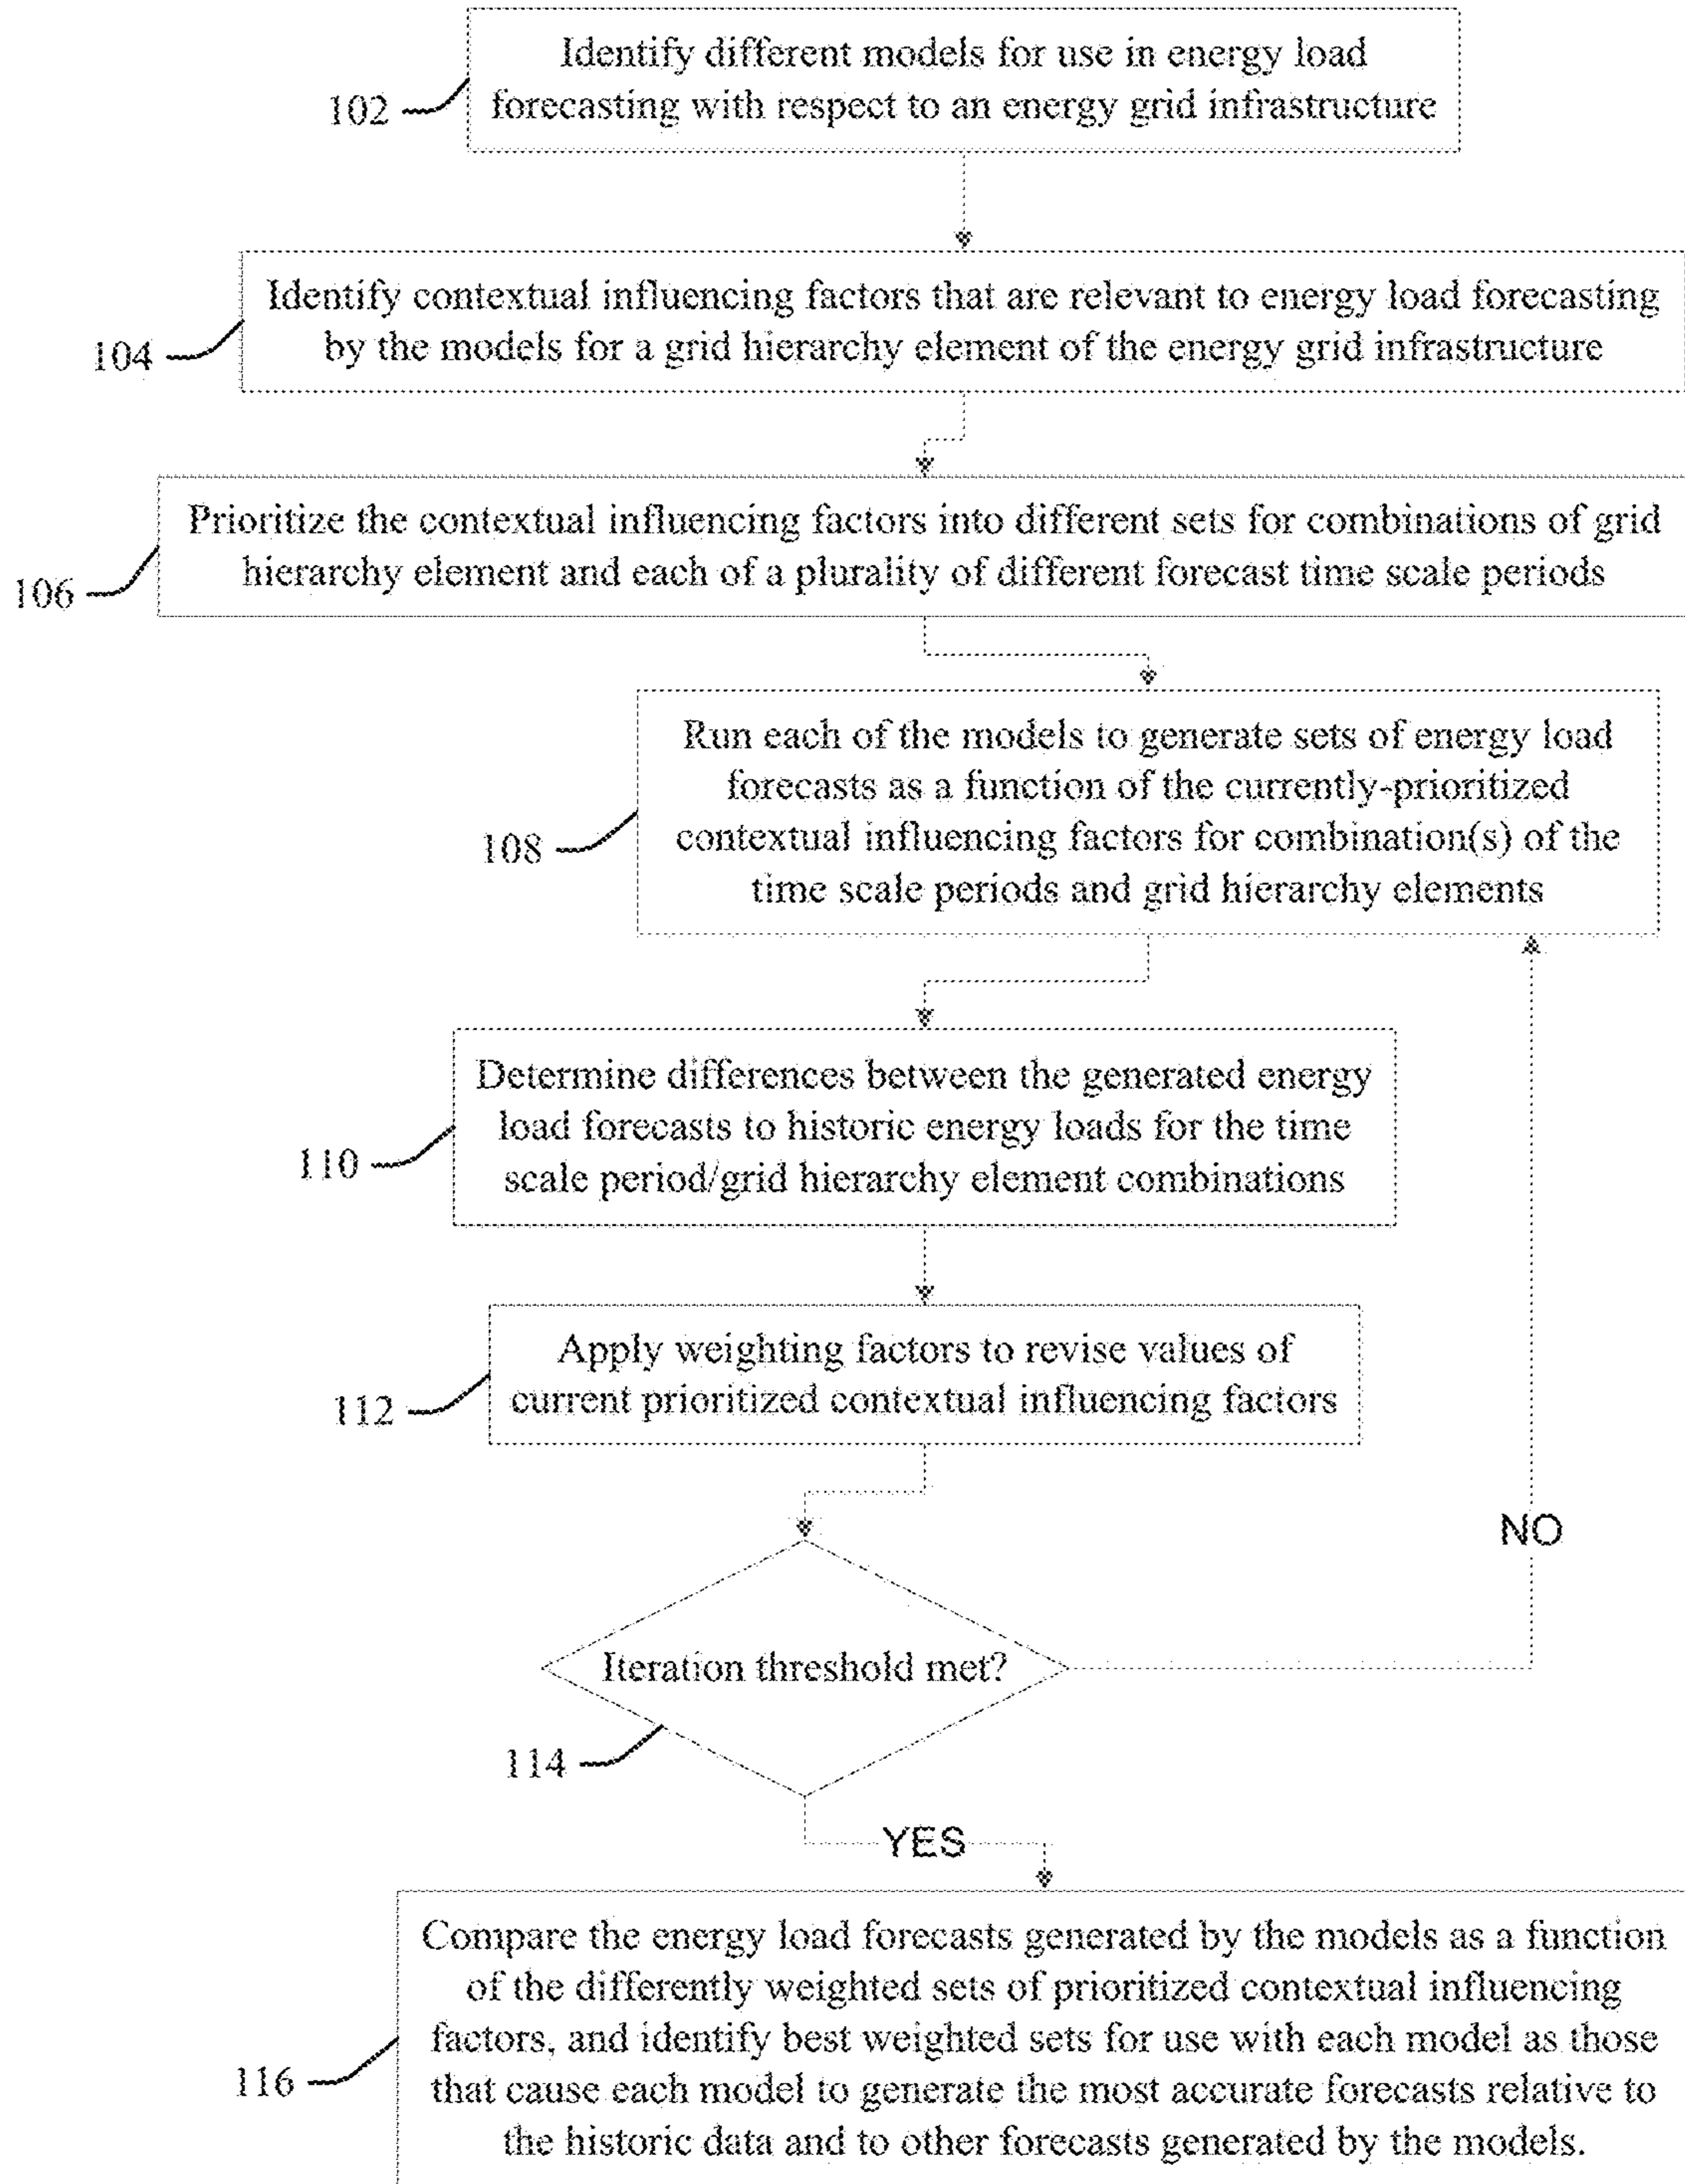 Identify different models for use in energy load
forecasting with respect to an energy grid infrastructure
102
Identify contextual influencing factors that are relevant to energy load forecasting
by the models for a grid hierarchy element of the energy grid infrastructure
104
Prioritize the contextual influencing factors into different sets for combinations of grid
hierarchy element and each of a plurality of different forecast time scale periods
106
Run each of the models to generate sets of energy load
forecasts as a function of the currently-prioritized
contextual influencing factors for combination(s) of the
time scale periods and grid hierarchy elements
108
Determine differences between the generated energy
load forecasts to historic energy loads for the time
scale period/grid hierarchy element combinations
110
Apply weighting factors to revise values of
current prioritized contextual influencing factors
112
NO
Iteration threshold met?
114
YES
Compare the energy load forecasts generated by the models as a function
of the differently weighted sets of prioritized contextual influencing
factors, and identify best weighted sets for use with each model as those
that cause each model to generate the most accurate forecasts relative to
the historic data and to other forecasts generated by the models.
116